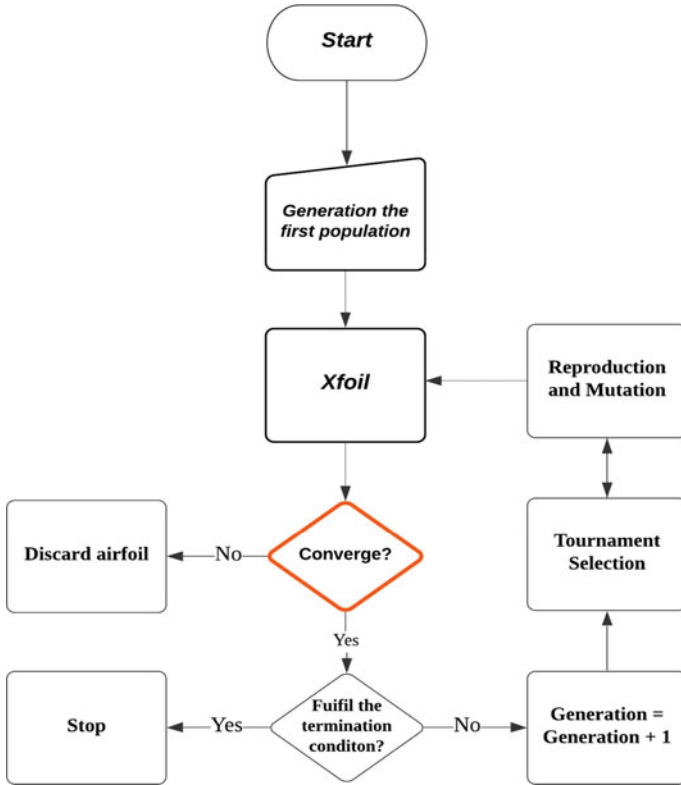 Start
Generation the
first population
Xfoil
Reproduction
and Mutation
Converge?
No
Discard airfoil
Tournament
Selection
Yes
Fuifil the
termination
conditon?
Yes
Stop
No
Generation =
Generation + 1